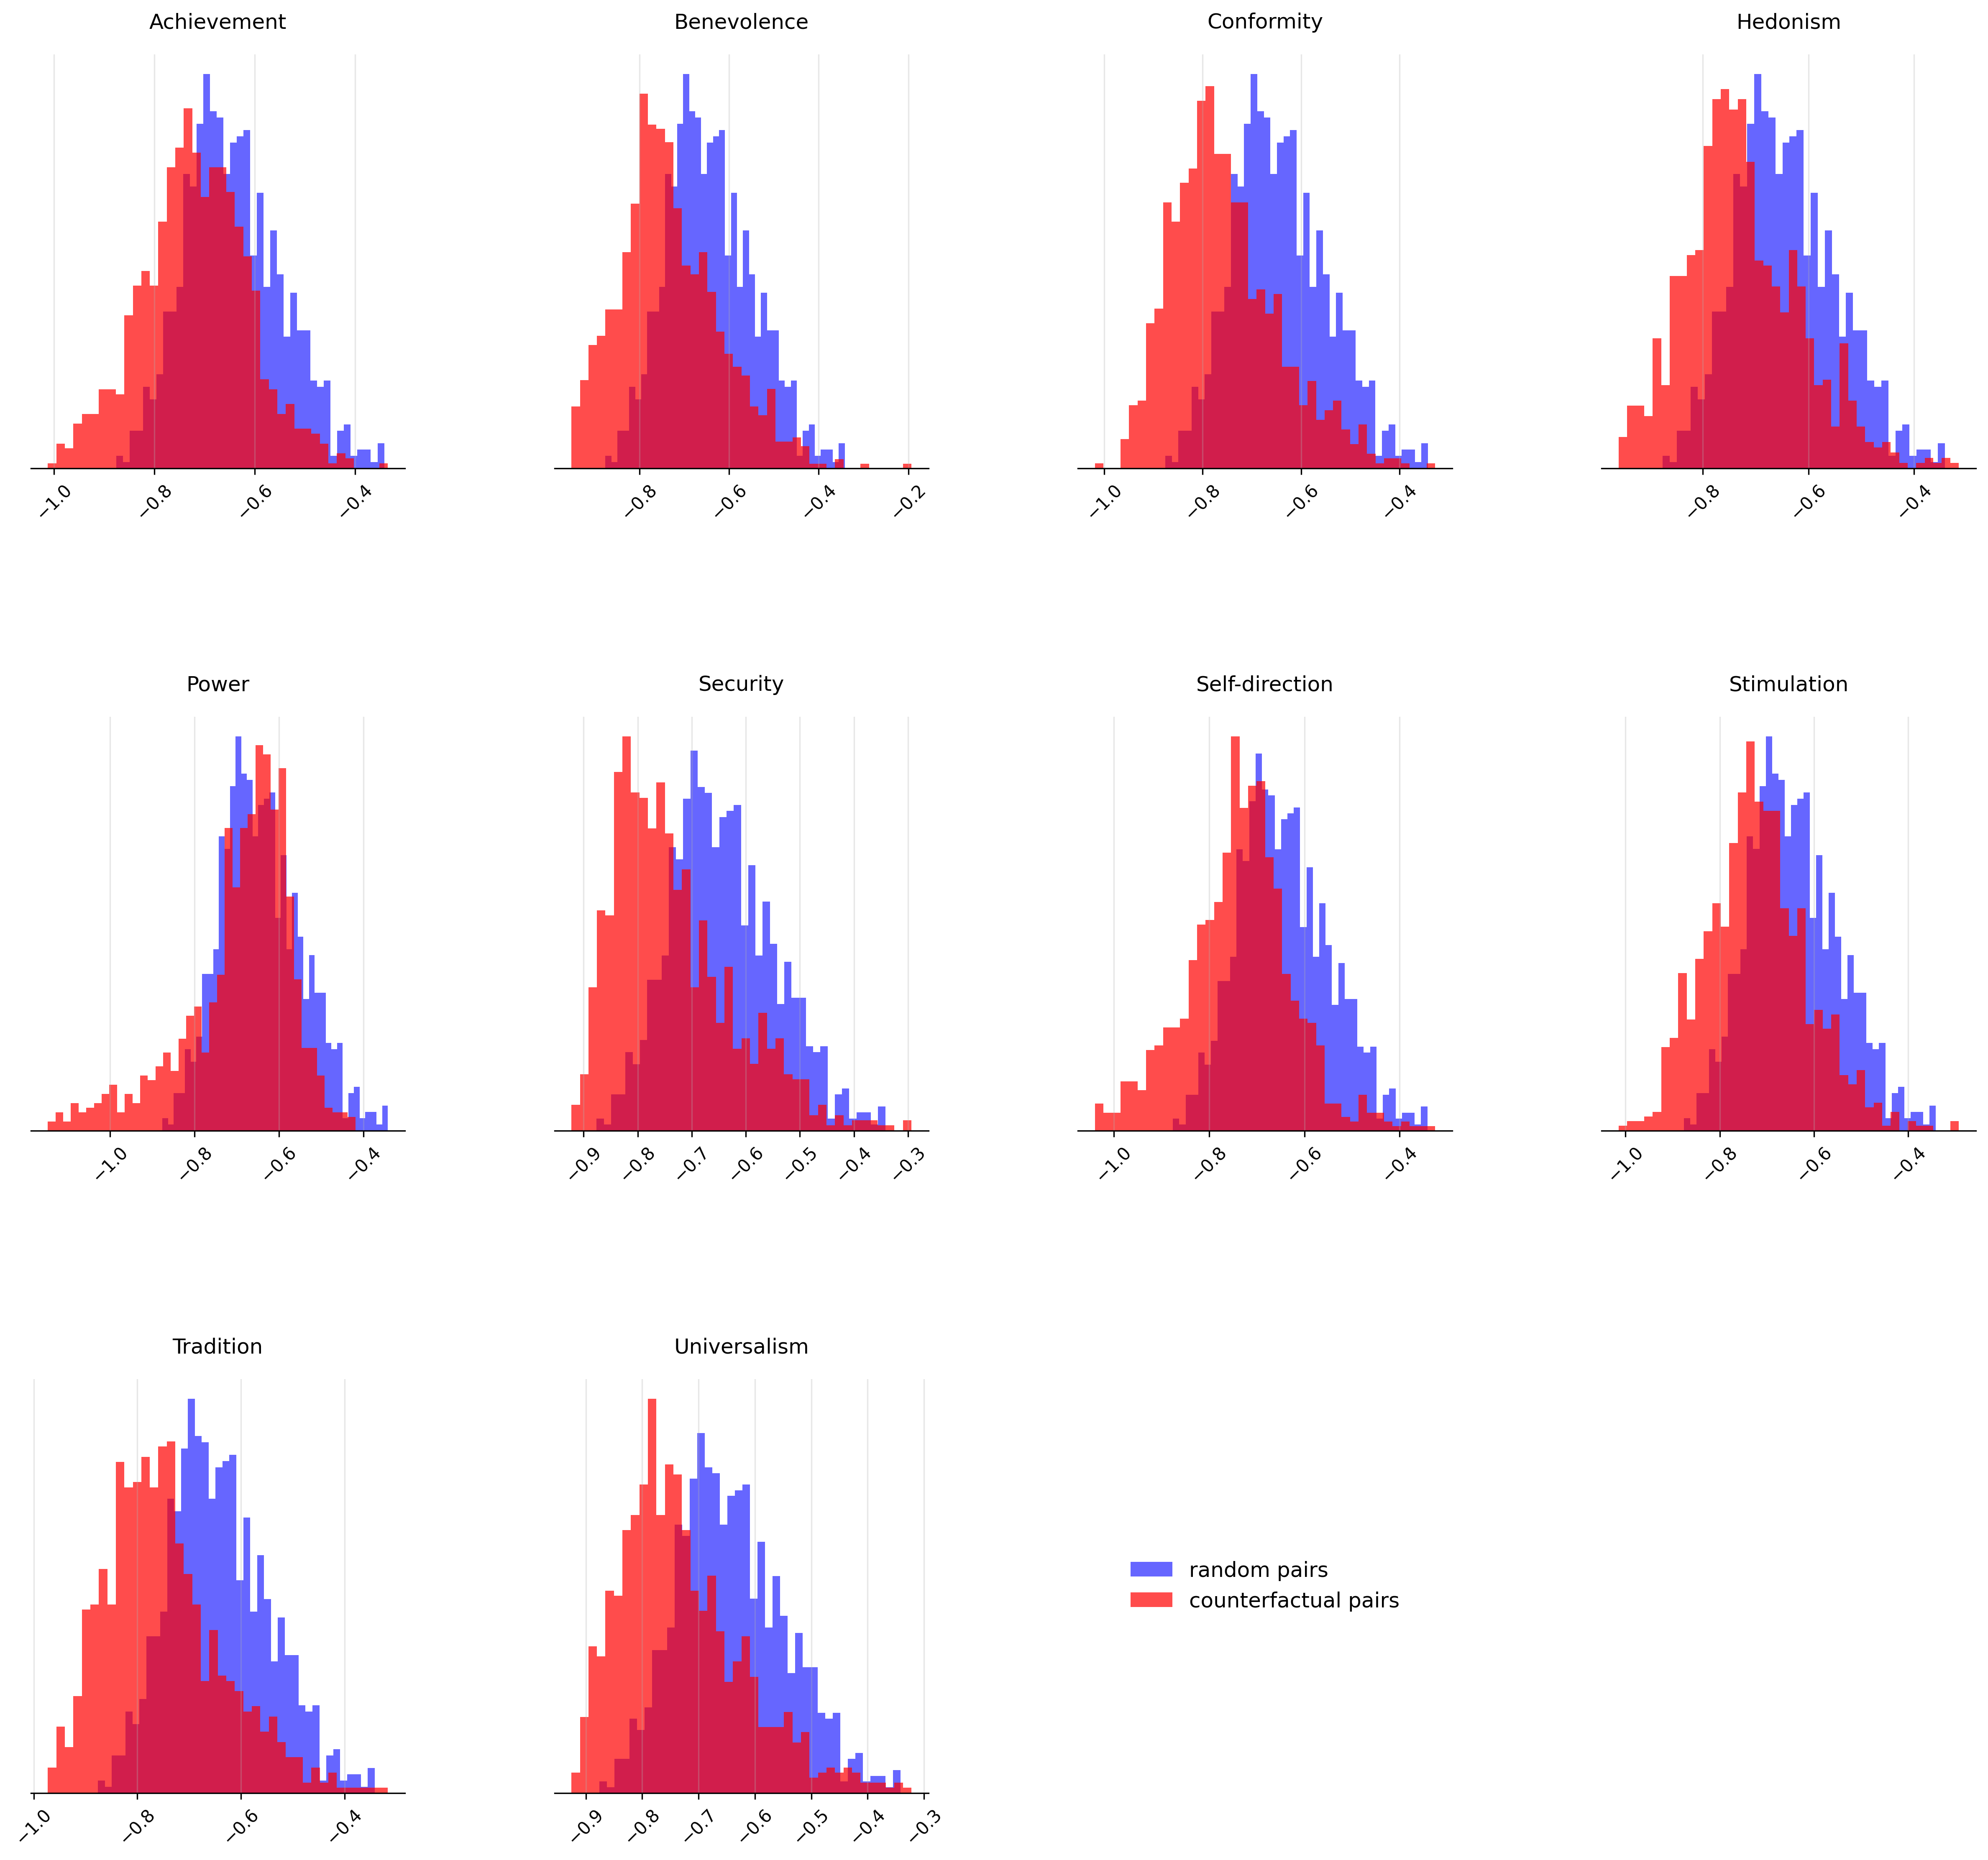 Achievement
Benevolence
Conformity
Hedonism
−1.0 −0.8 −0.6 −0.4
−0.8 −0.6 −0.4 −0.2
−1.0 −0.8 −0.6 −0.4
−0.8 −0.6 −0.4
Power
Security
Self-direction
Stimulation
−1.0 −0.8 −0.6 −0.4
−0.9 −0.8 −0.7 −0.6 −0.5 −0.4 −0.3
−1.0 −0.8 −0.6 −0.4
−1.0 −0.8 −0.6 −0.4
Tradition
Universalism
random pairs
counterfactual pairs
−1.0 −0.8 −0.6 −0.4
−0.9 −0.8 −0.7 −0.6 −0.5 −0.4 −0.3